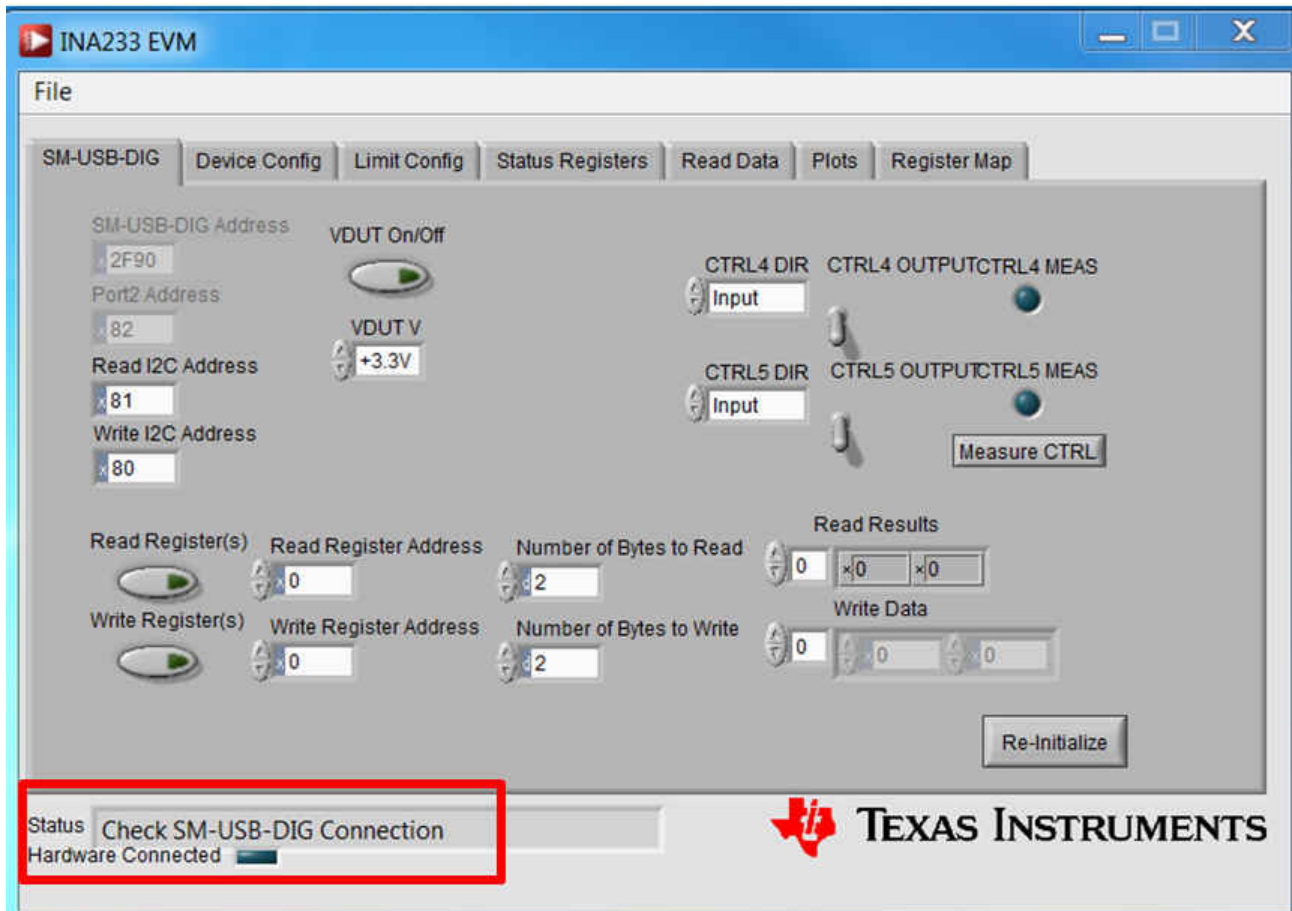 INA233 EVM
File
SM-USB-DIG Device Config Limit Config Status Registers Read Data Plots Register Map
SM-USB-DIG Address
x 2F90
Port2 Address
x 82
Read I2C Address
x 81
Write I2C Address
x 80
VDUT On/Off
VDUT V
+3.3V
CTRL4 DIR CTRL4 OUTPUT CTRL4 MEAS
Input
CTRL5 DIR CTRL5 OUTPUT CTRL5 MEAS
Input
Measure CTRL
Read Register(s) Read Register Address Number of Bytes to Read Read Results
x 0 d 2 0 x 0 x 0
Write Register(s) Write Register Address Number of Bytes to Write Write Data
x 0 d 2 0 x 0 x 0
Re-Initialize
Status Check SM-USB-DIG Connection
Hardware Connected
TEXAS INSTRUMENTS